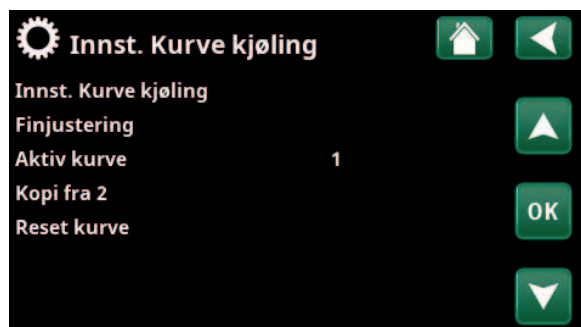 Innst. Kurve kjøling
Innst. Kurve kjøling
Finjustering
Aktiv kurve 1
Kopi fra 2
OK
Reset kurve